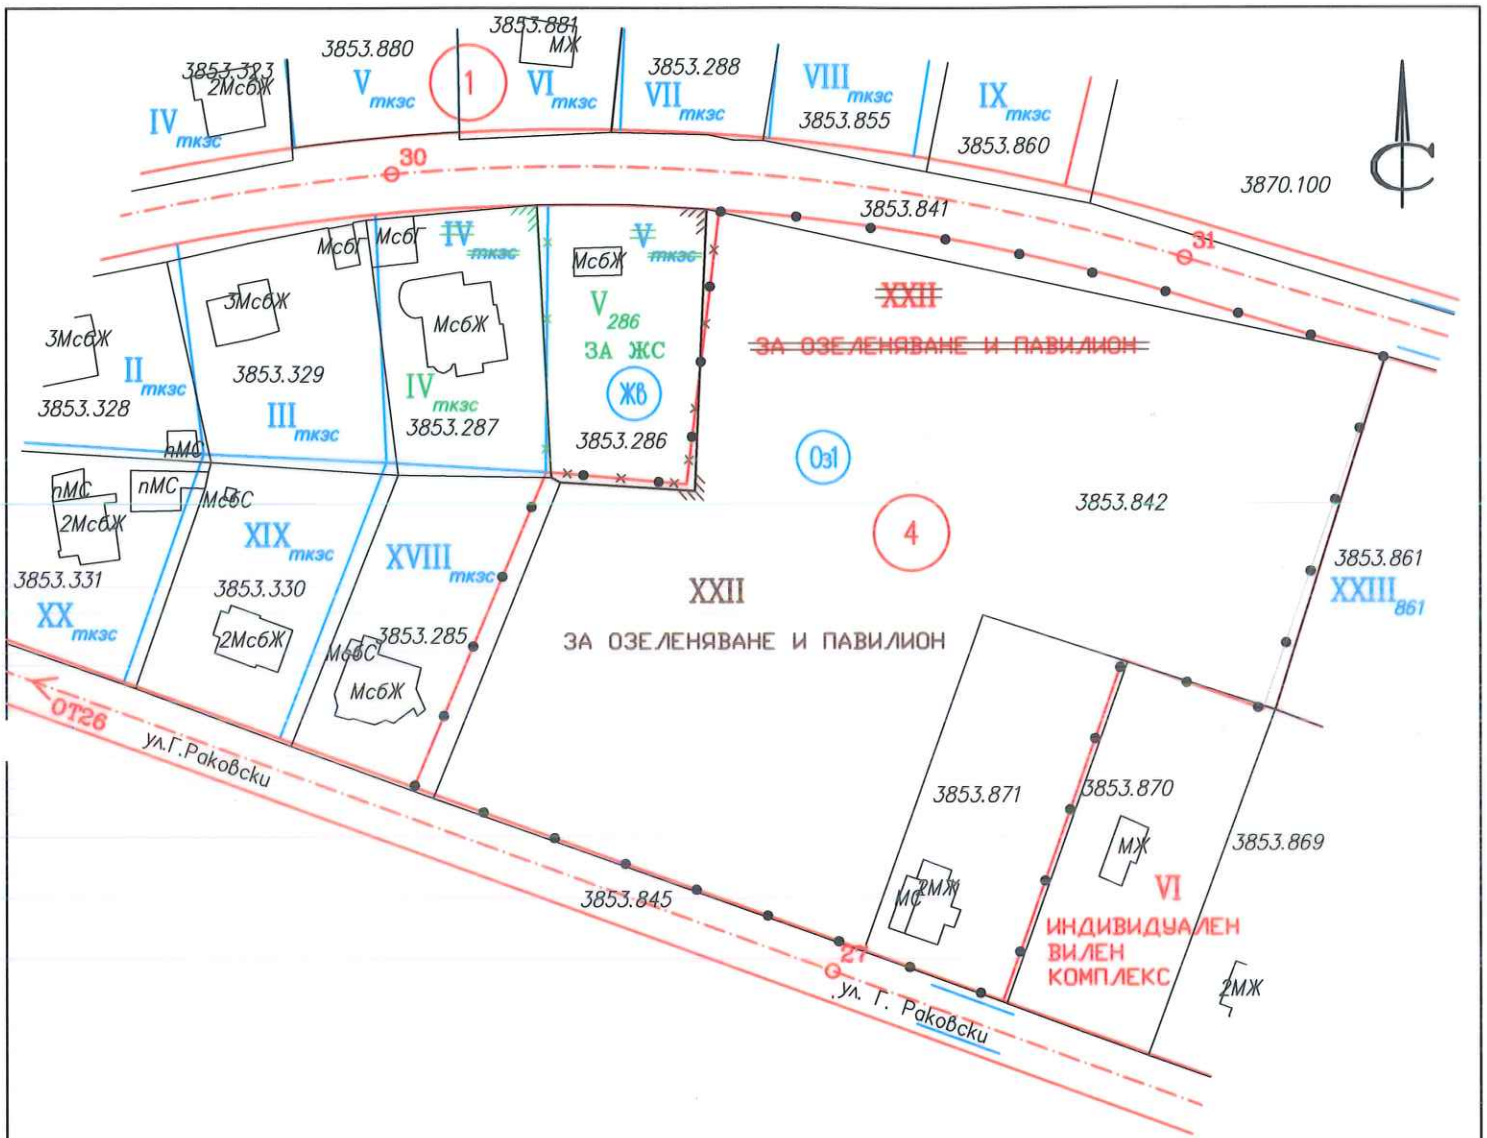 3853.881
МЖ
3853.880
3853.323
2МсбЖ
3853.288
V ткзс
1
VI ткзс
VII ткзс
VIII ткзс
3853.855
IX ткзс
3853.860
IV ткзс
30
3870.100
С
3853.841
31
МсбГ
МсбГ
IV ткзс
V ткзс
МсбЖ
XXII
ЗА ОЗЕЛЕНЯВАНЕ И ПАВИЛИОН
3МсбЖ
V 286
ЗА ЖС
МсбЖ
3МсбЖ
II ткзс
3853.329
IV ткзс
Жв
3853.328
III ткзс
3853.287
3853.286
Оз1
пМС
пМС
пМС
МсбС
2МсбЖ
3853.842
4
XIX ткзс
XVIII ткзс
3853.861
XXIII 861
3853.331
3853.330
XXII
XX ткзс
2МсбЖ
3853.285
ЗА ОЗЕЛЕНЯВАНЕ И ПАВИЛИОН
МсбС
МсбЖ
ОТ26
ул.Г.Раковски
3853.871
3853.870
3853.869
МЖ
3853.845
МС
2МЖ
VI
ИНДИВИДУАЛЕН
ВИЛЕН
КОМПЛЕКС
27
2МЖ
ул. Г. Раковски